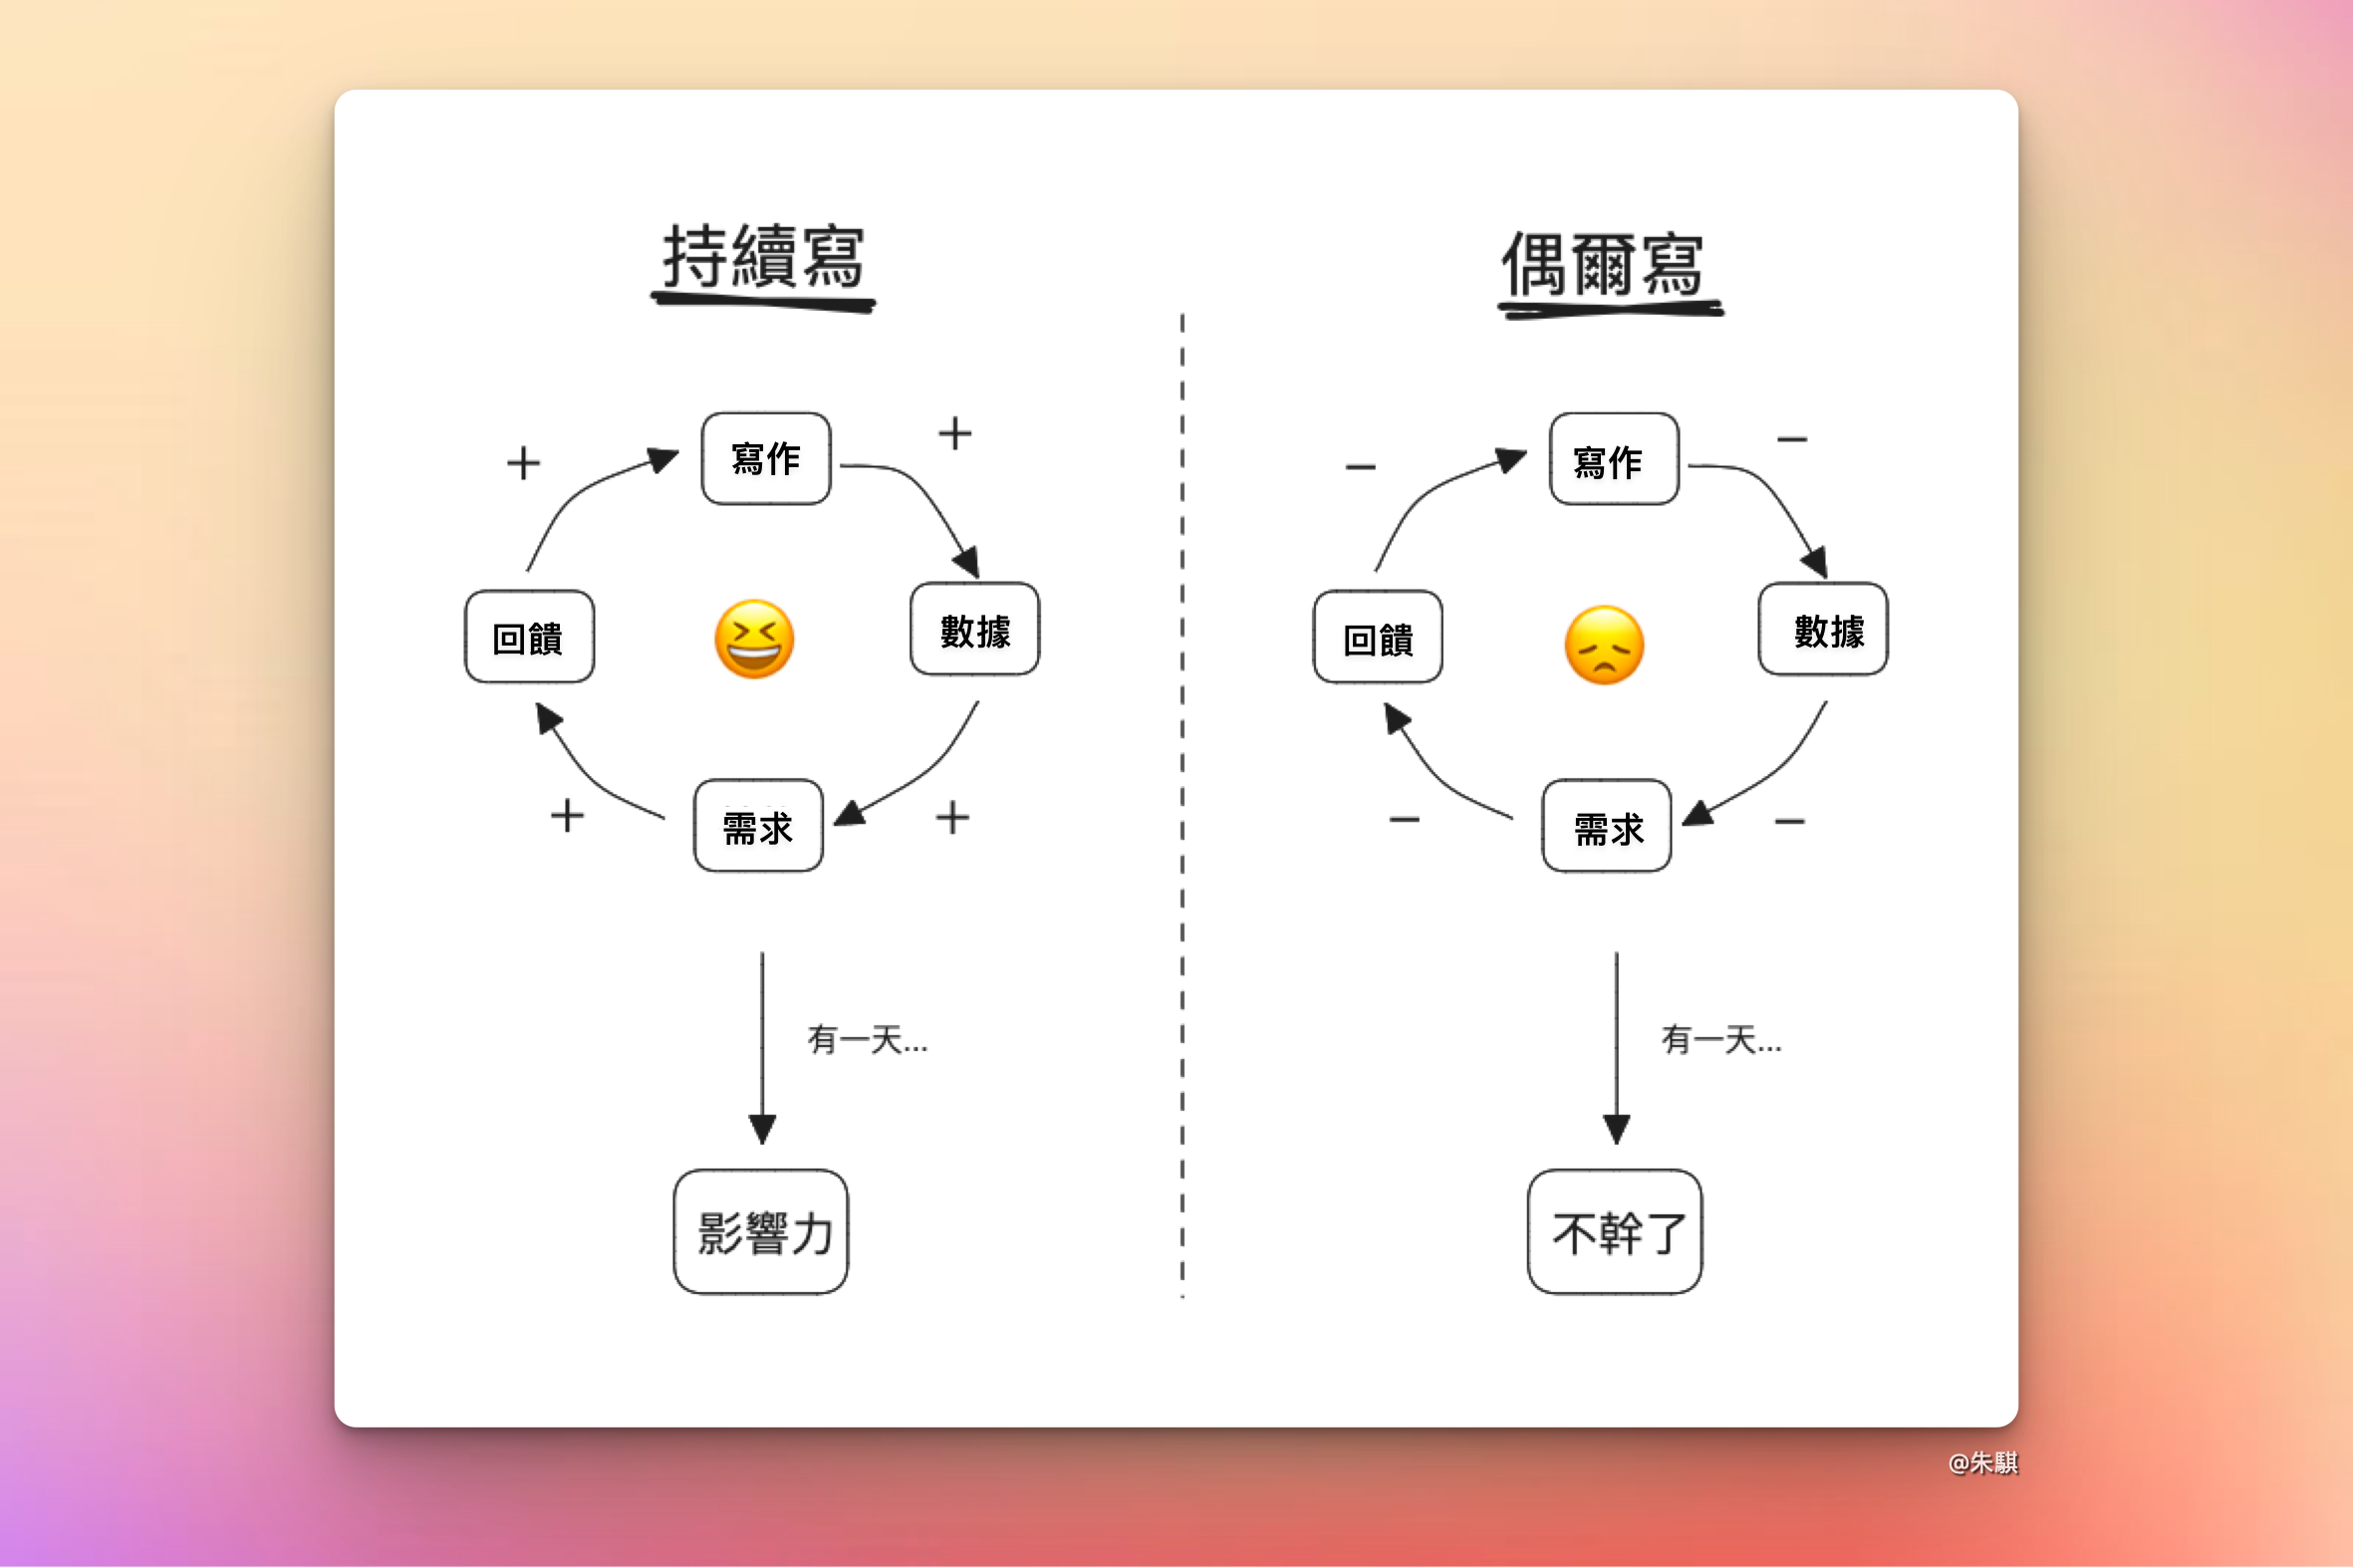 持續寫
+
寫作
+
回饋
數據
+
需求
+
有一天...
影響力
偶爾寫
−
寫作
−
回饋
數據
−
需求
−
有一天...
不幹了
@朱騏